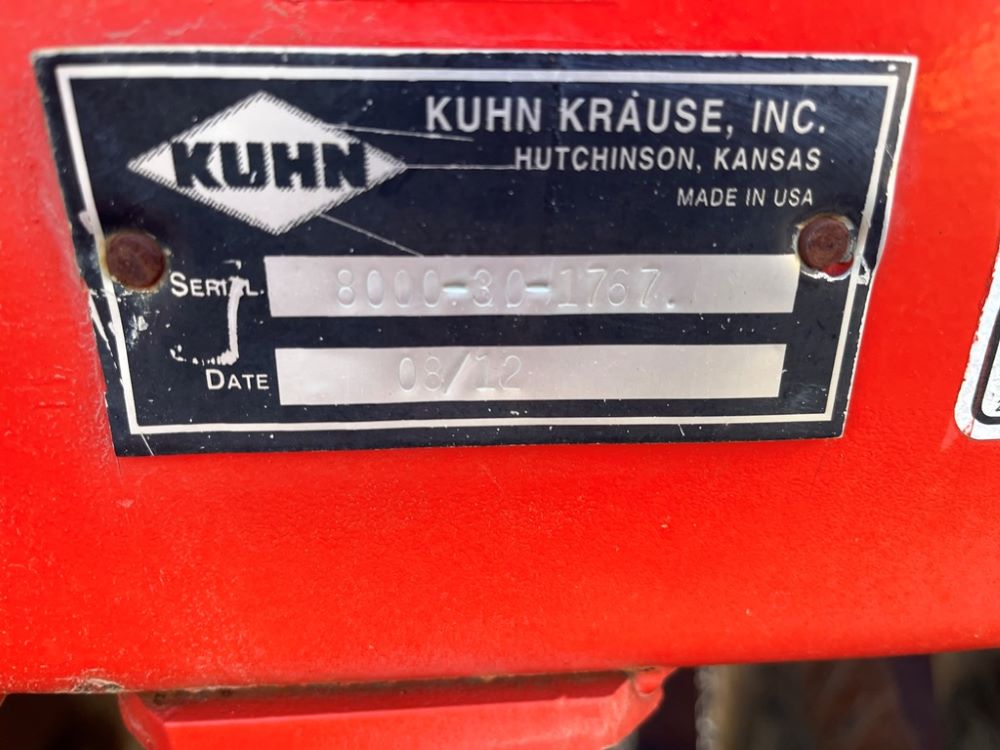 KUHN
KUHN KRAUSE, INC.
HUTCHINSON, KANSAS
MADE IN USA
SERIAL 8000-30-1767.
DATE 08/12